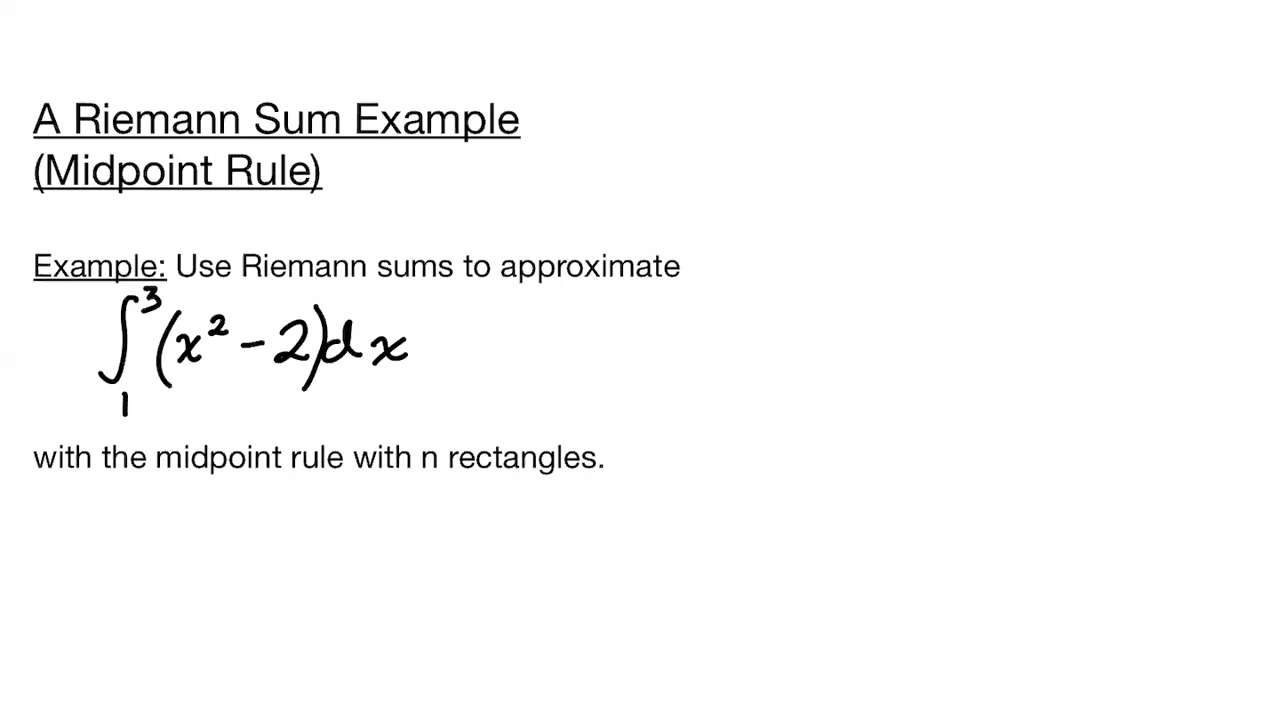 A Riemann Sum Example
(Midpoint Rule)
Example: Use Riemann sums to approximate
∫₁³ (x² − 2) dx
with the midpoint rule with n rectangles.